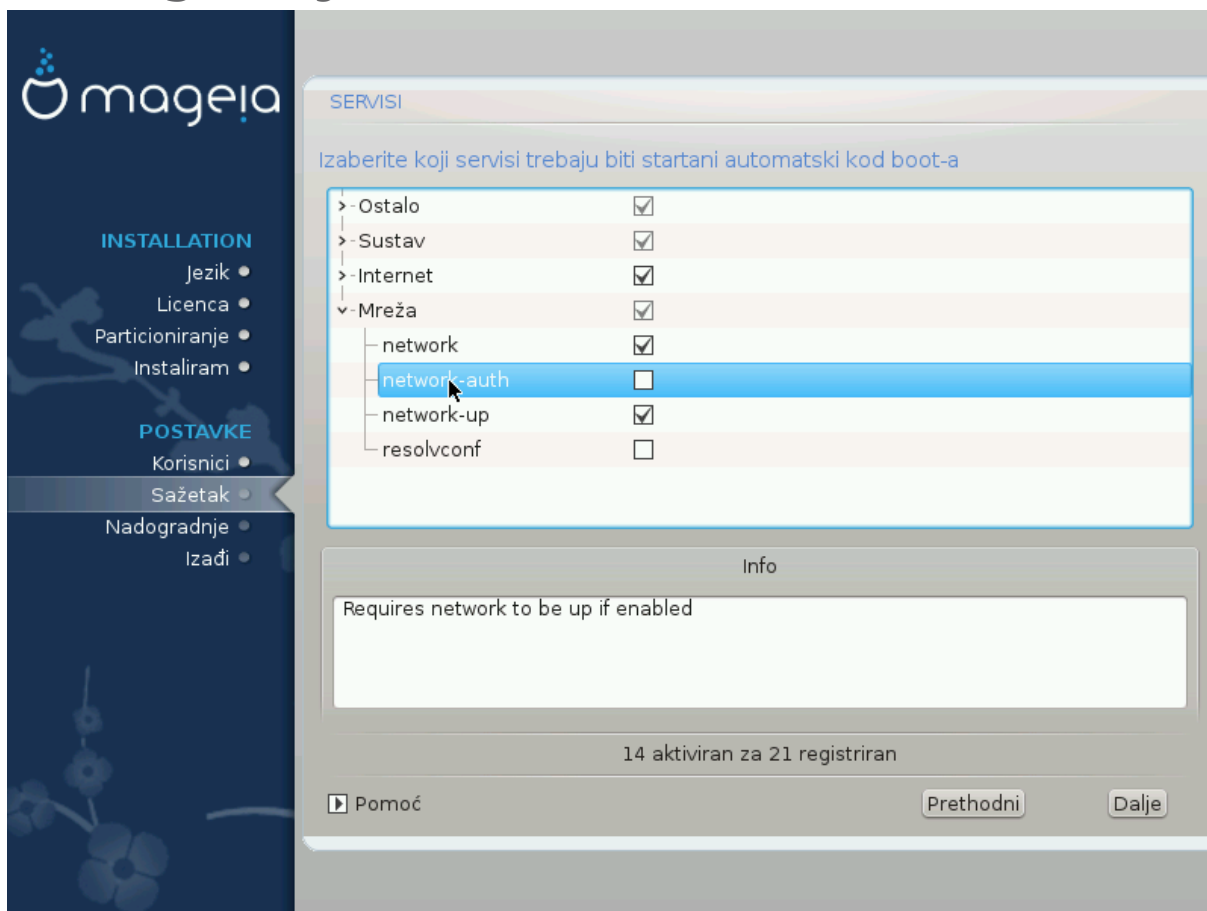 mageia
INSTALLATION
Jezik
Licenca
Particioniranje
Instaliram
POSTAVKE
Korisnici
Sažetak
Nadogradnje
Izađi
SERVISI
Izaberite koji servisi trebaju biti startani automatski kod boot-a
Ostalo
Sustav
Internet
Mreža
network
network-auth
network-up
resolvconf
Info
Requires network to be up if enabled
14 aktiviran za 21 registriran
Pomoć
Prethodni
Dalje